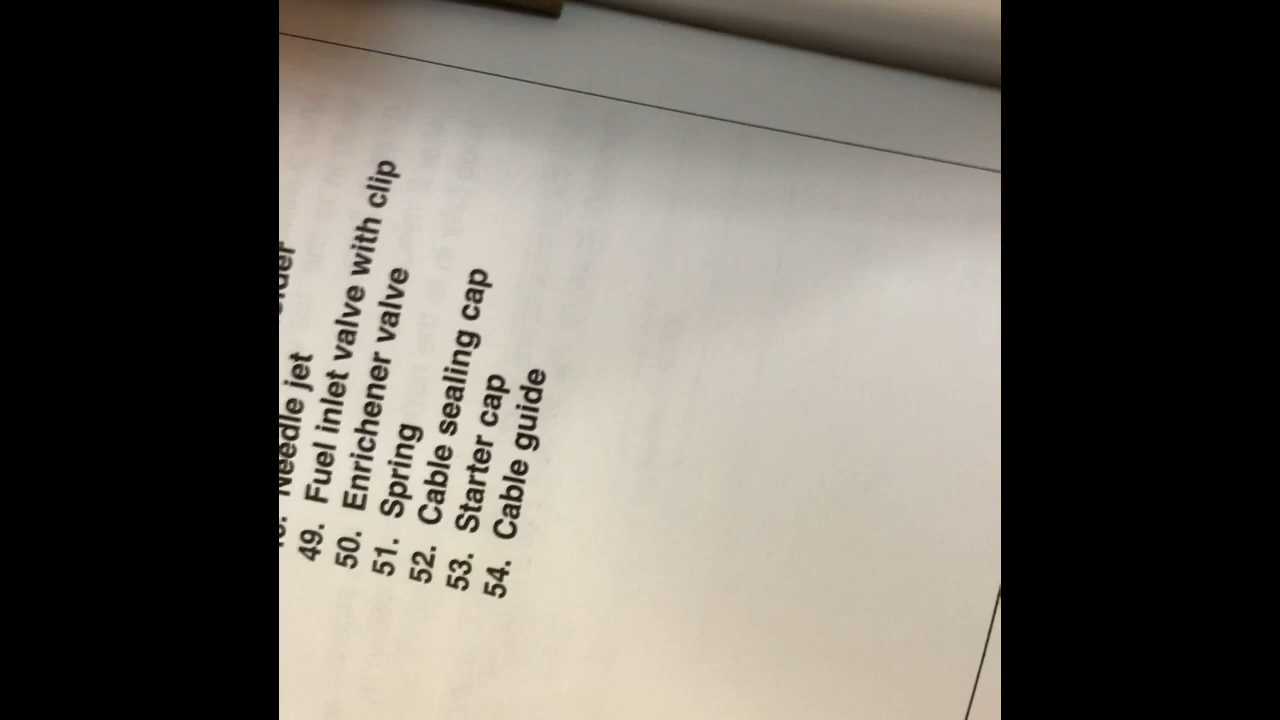 Needle jet
49. Fuel inlet valve with clip
50. Enrichener valve
51. Spring
52. Cable sealing cap
53. Starter cap
54. Cable guide